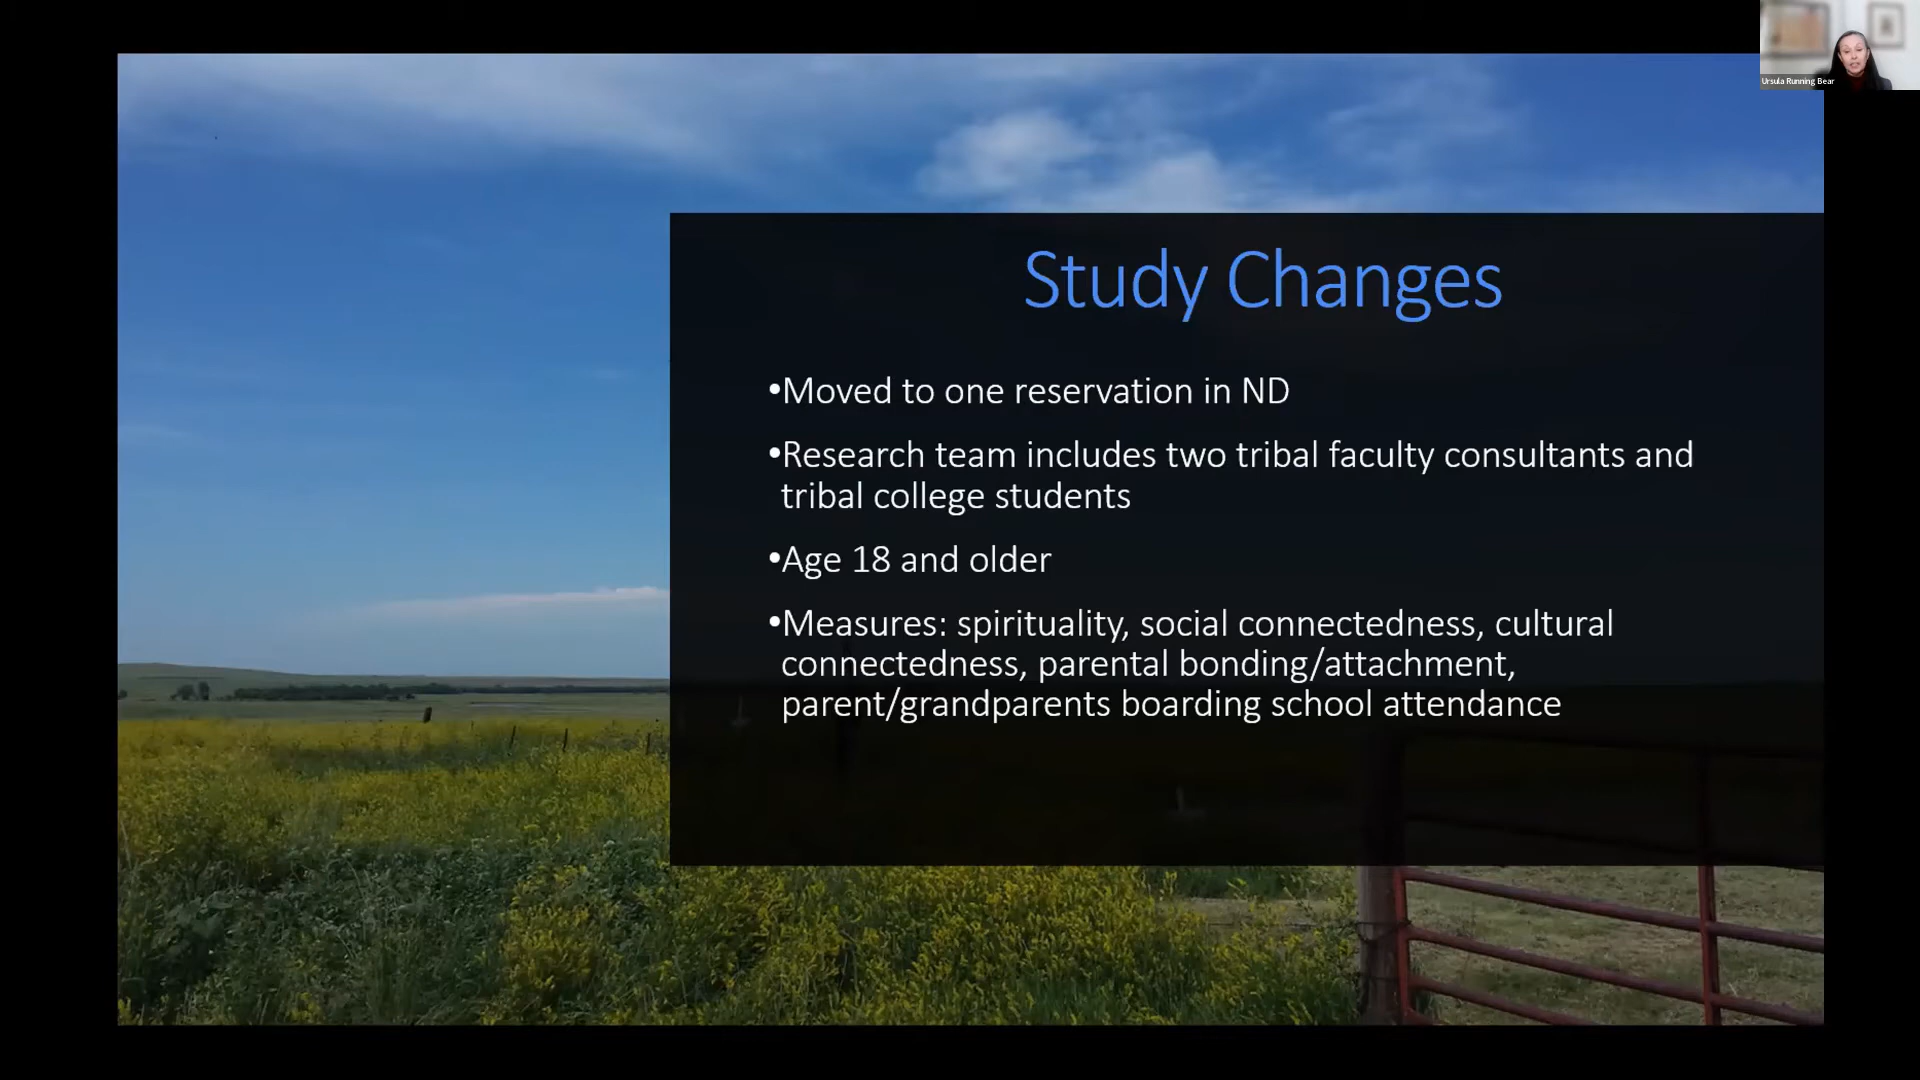 Ursula Running Bear
Study Changes
•Moved to one reservation in ND
•Research team includes two tribal faculty consultants and
tribal college students
•Age 18 and older
•Measures: spirituality, social connectedness, cultural
connectedness, parental bonding/attachment,
parent/grandparents boarding school attendance